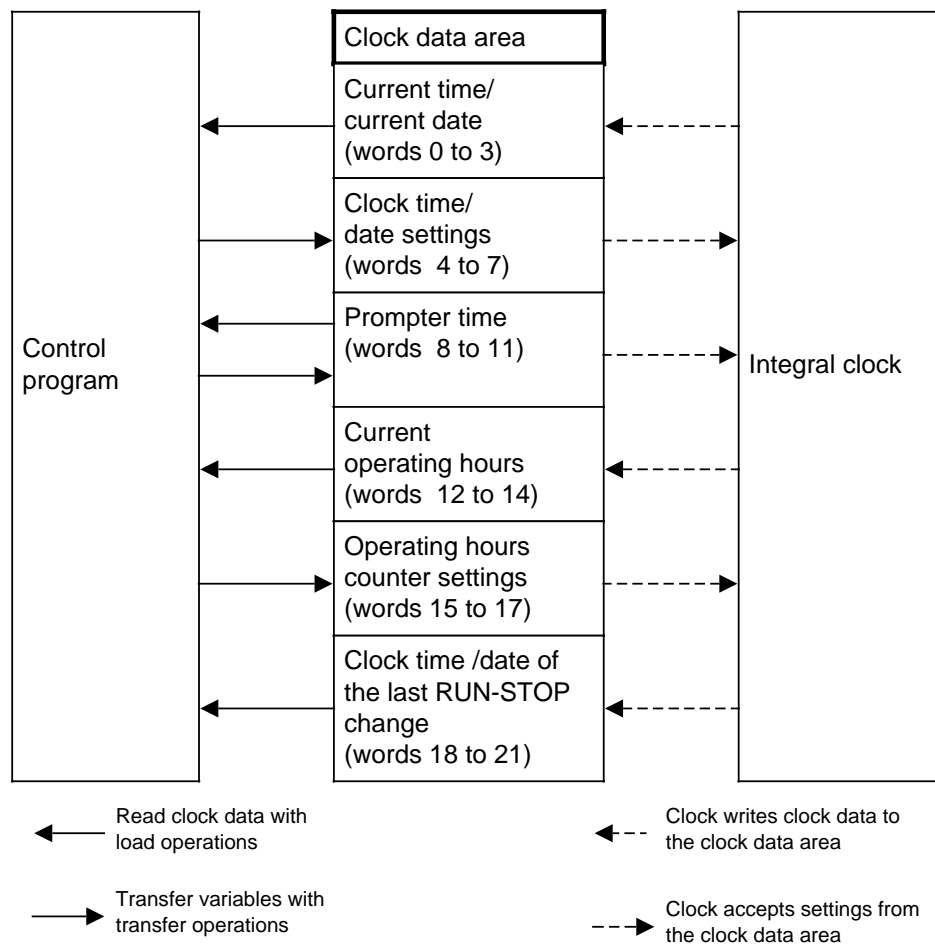 Clock data area
Current time/
current date
(words 0 to 3)
Clock time/
date settings
(words 4 to 7)
Prompter time
(words 8 to 11)
Control
program
Integral clock
Current
operating hours
(words 12 to 14)
Operating hours
counter settings
(words 15 to 17)
Clock time /date of
the last RUN-STOP
change
(words 18 to 21)
Read clock data with
load operations
Clock writes clock data to
the clock data area
Transfer variables with
transfer operations
Clock accepts settings from
the clock data area